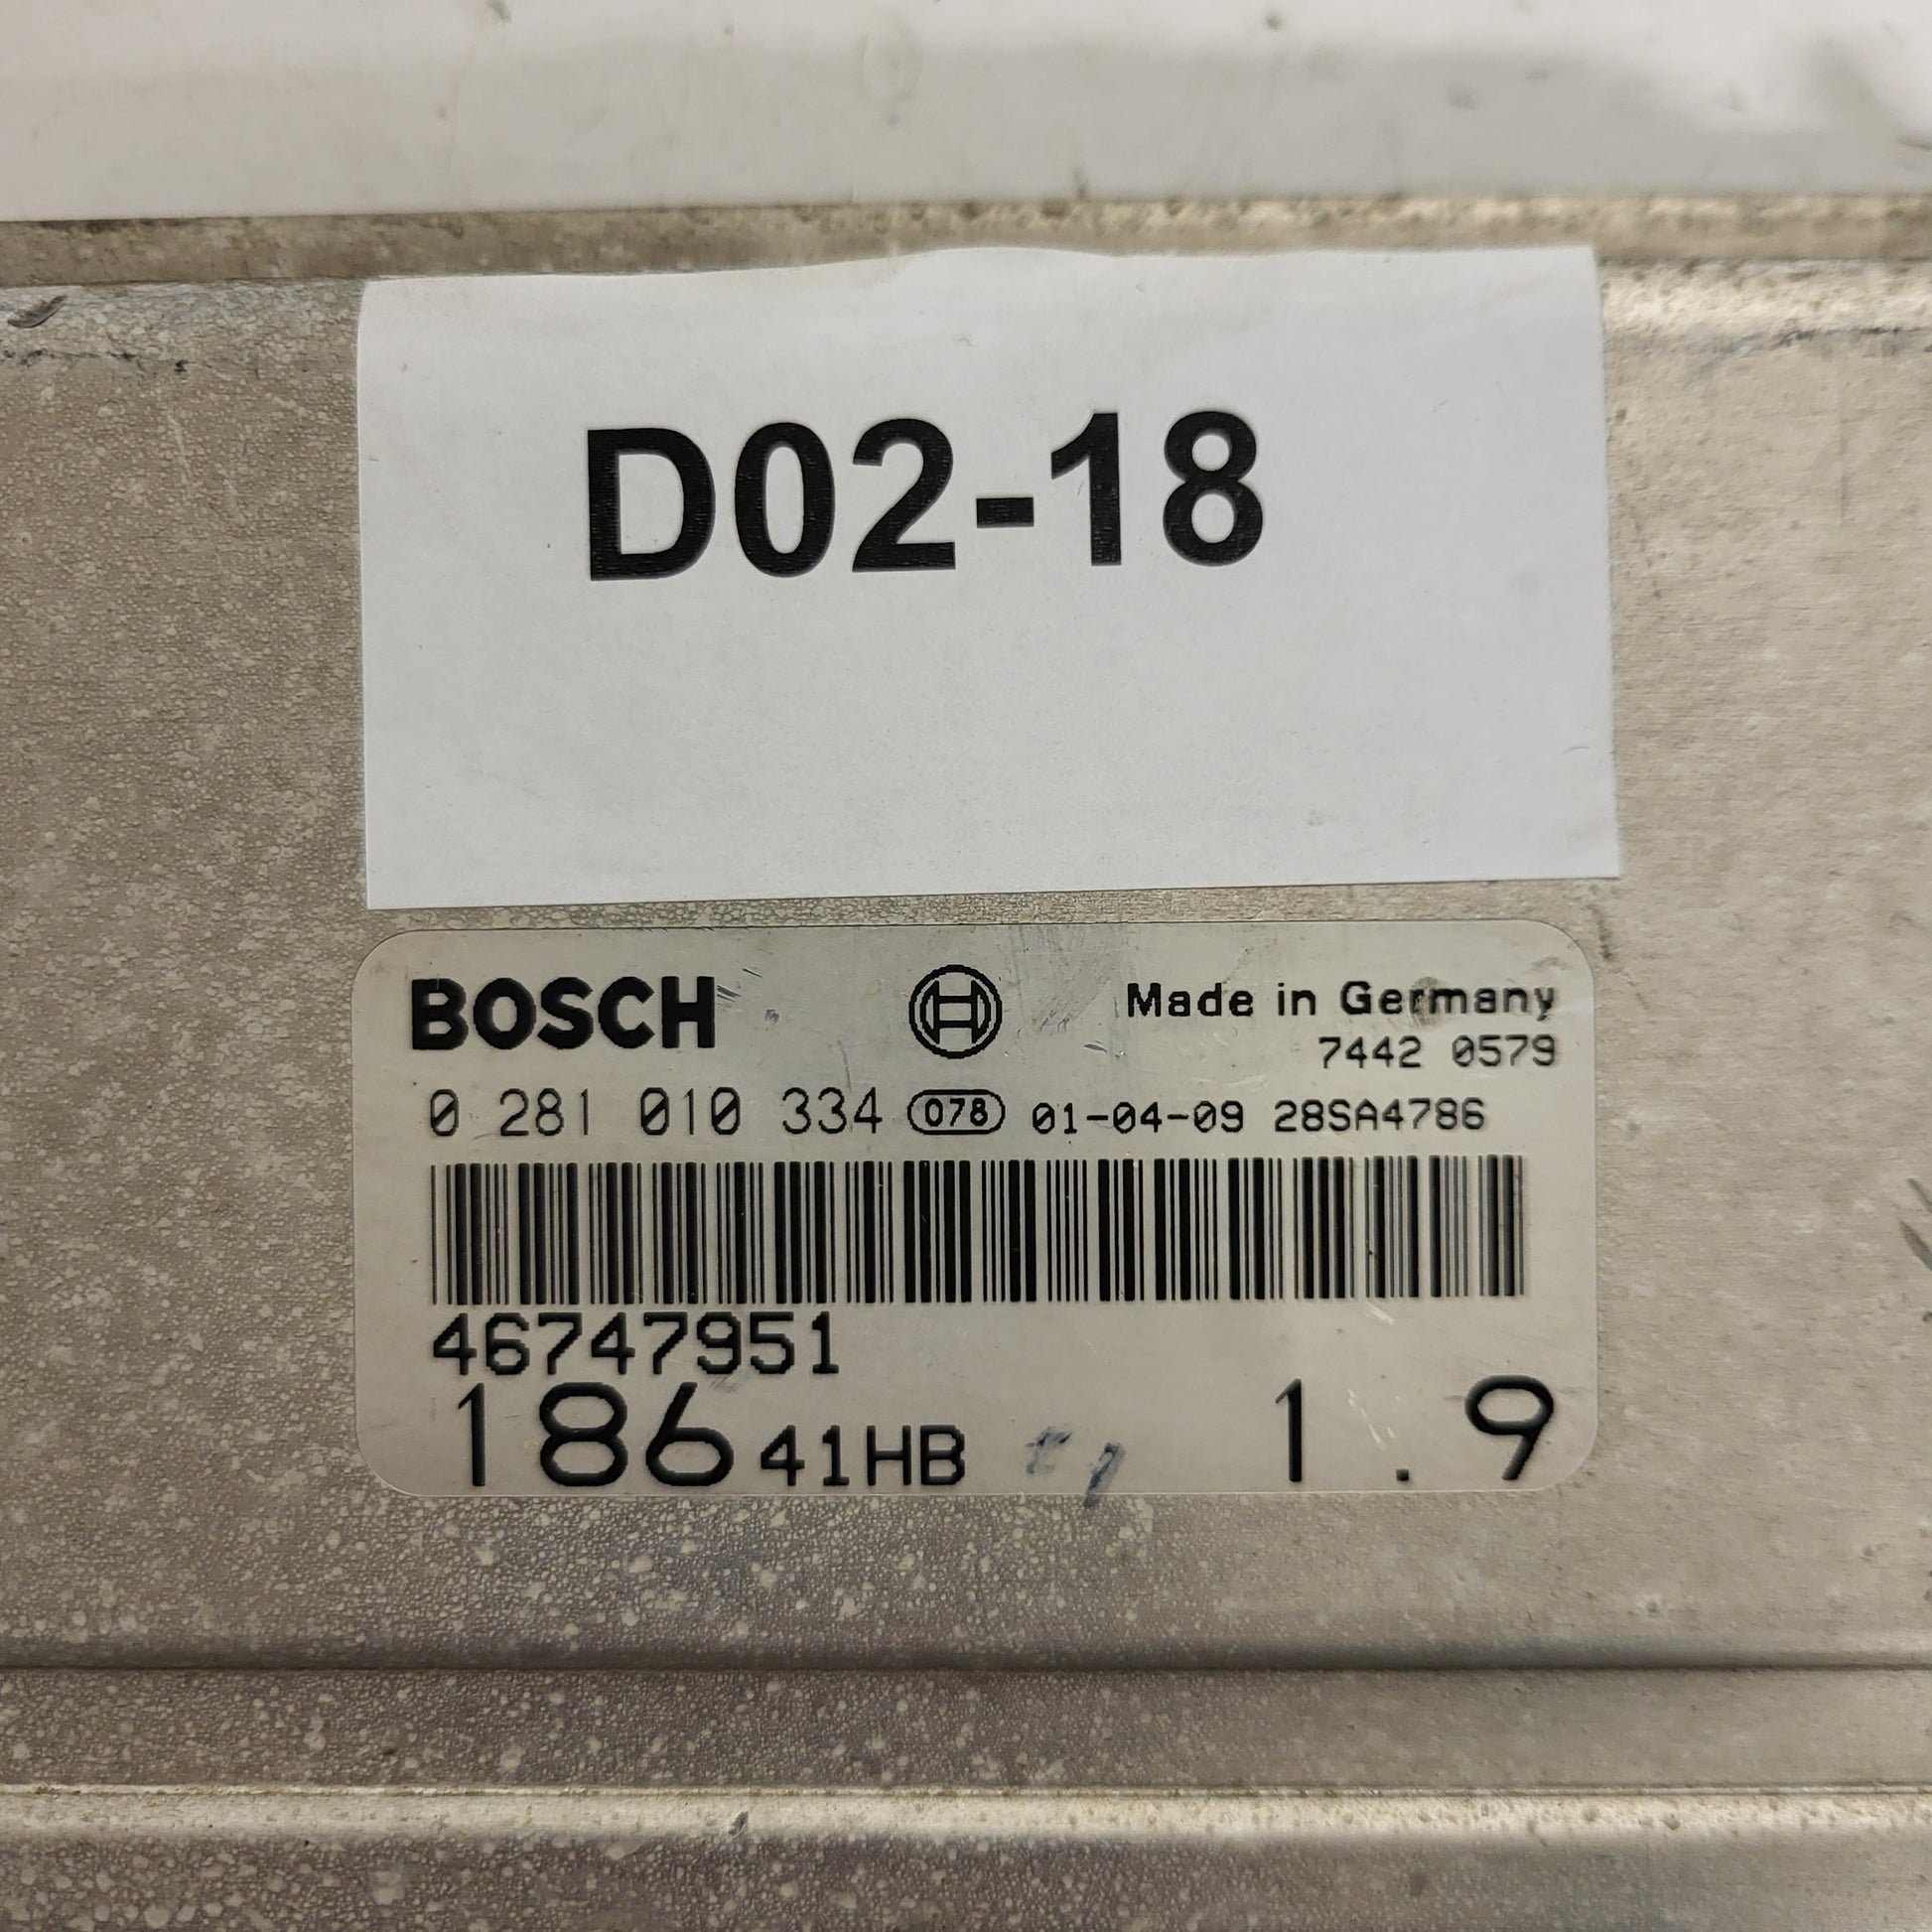 D02-18
BOSCH Made in Germany
7442 0579
0 281 010 334 078 01-04-09 28SA4786
46747951
186 41HB 1.9